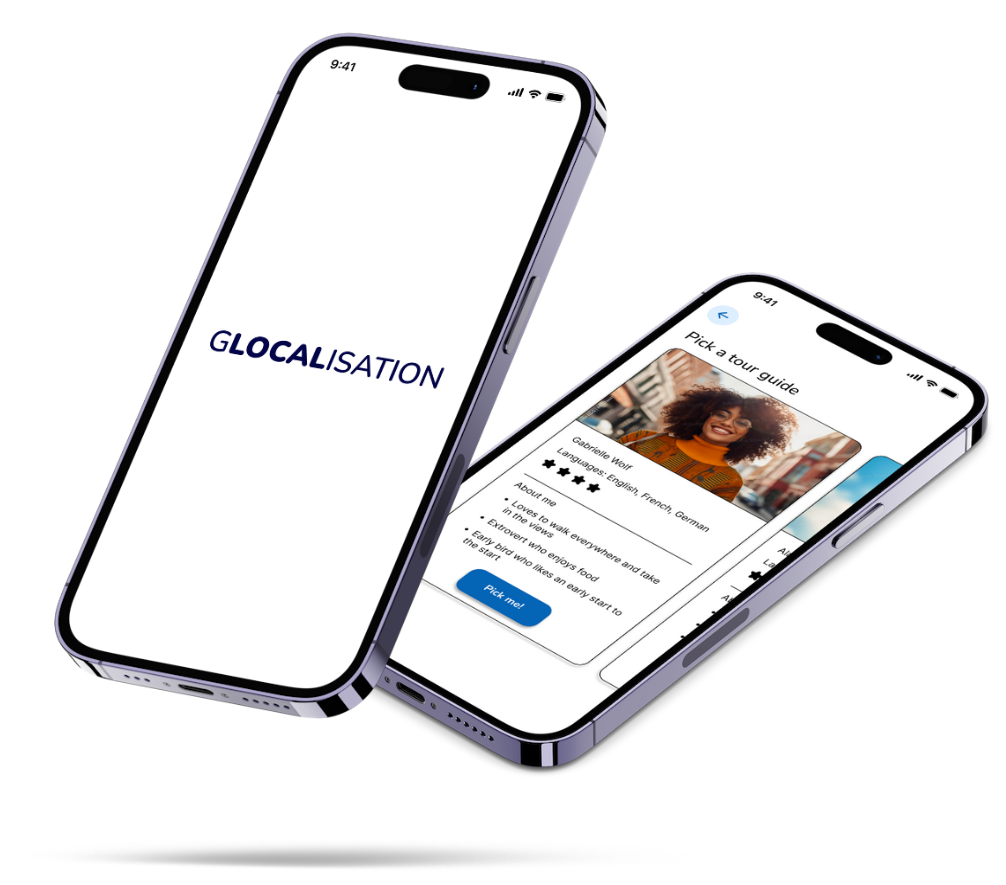 9:41
GLOCALISATION
9:41
Pick a tour guide
Gabrielle Wolf
Languages: English, French, German
About me
• Loves to walk everywhere and take
in the views
• Extrovert who enjoys food
• Early bird who likes an early start to
the start
Pick me!